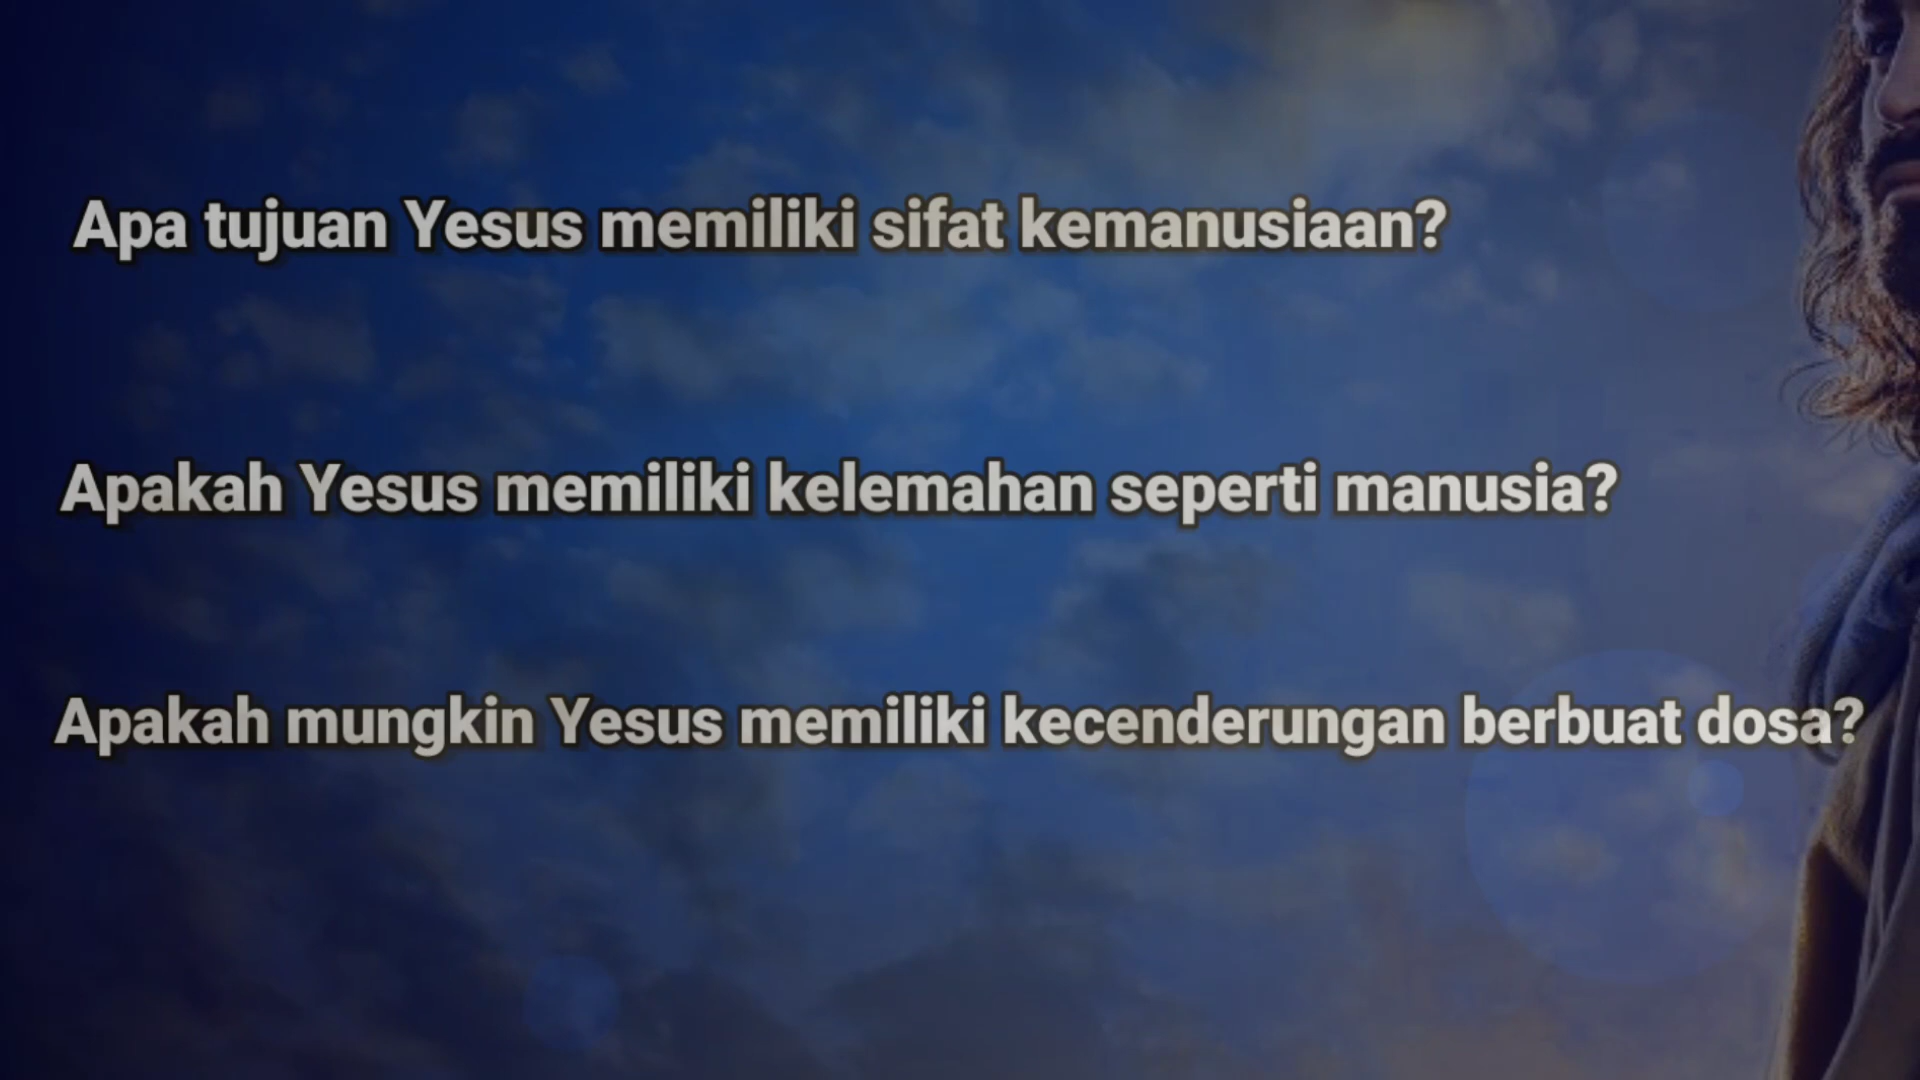 Apa tujuan Yesus memiliki sifat kemanusiaan?
Apakah Yesus memiliki kelemahan seperti manusia?
Apakah mungkin Yesus memiliki kecenderungan berbuat dosa?